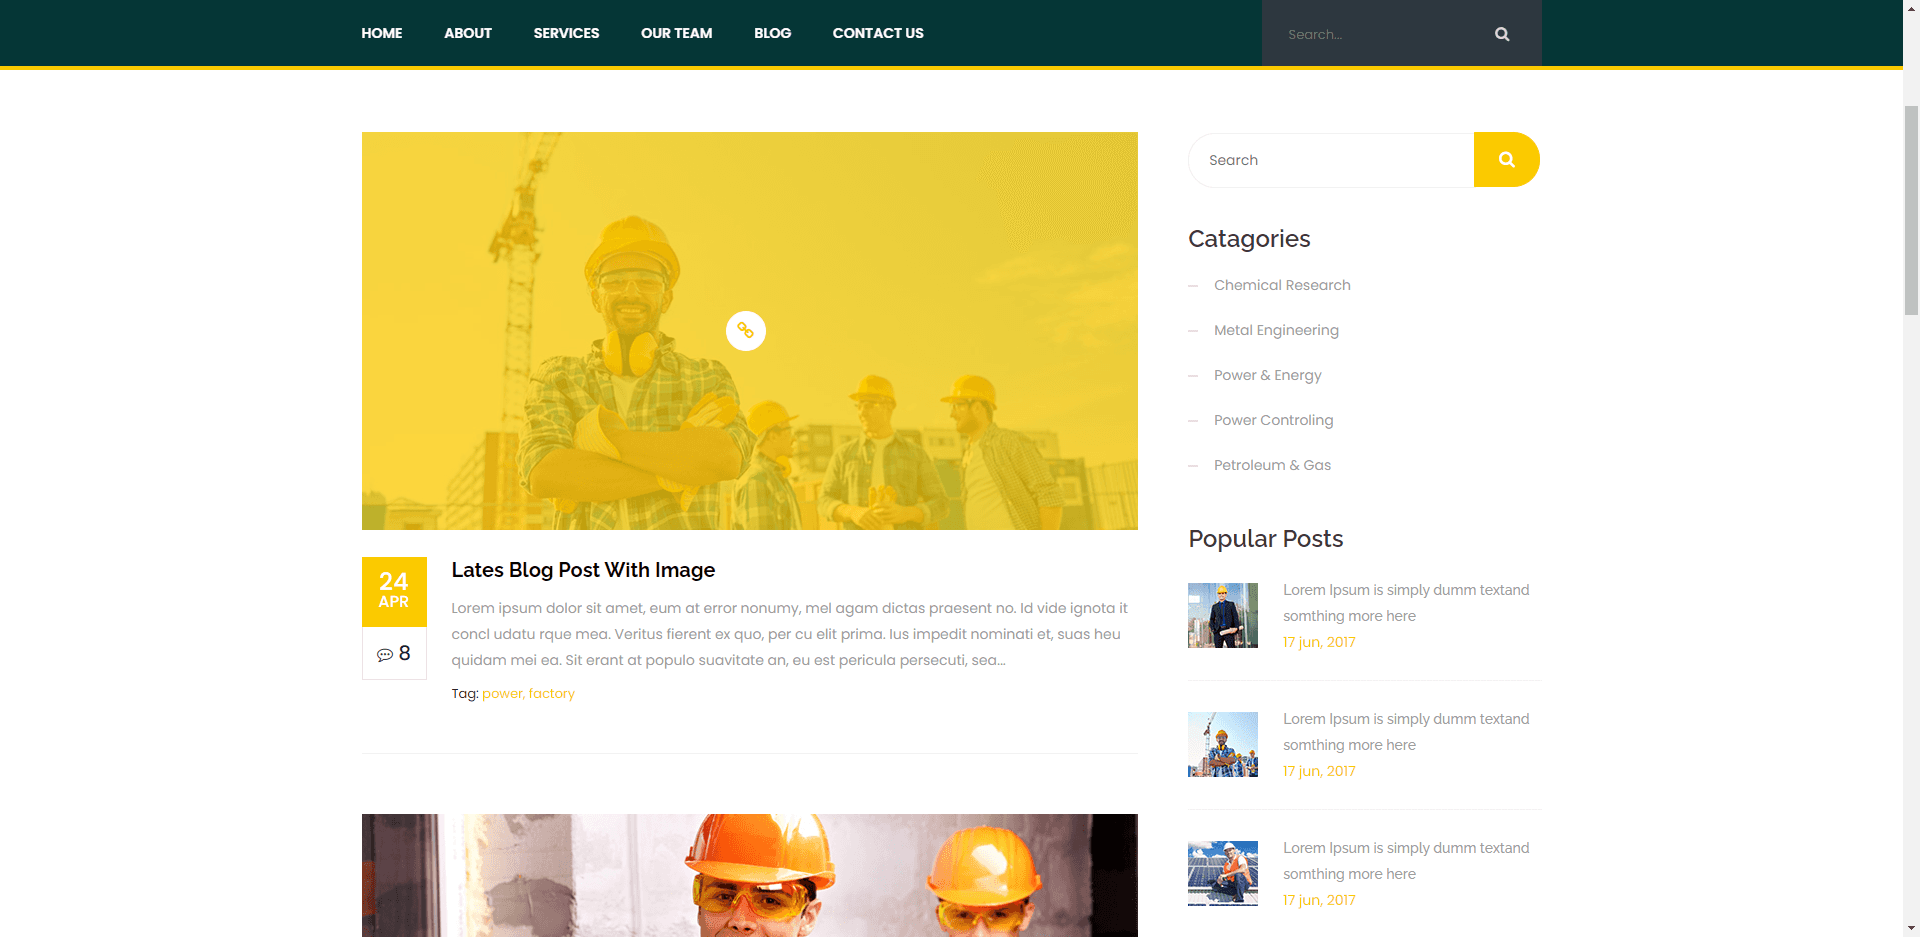 HOME ABOUT SERVICES OUR TEAM BLOG CONTACT US Search...
Search
Catagories
Chemical Research
Metal Engineering
Power & Energy
Power Controling
Petroleum & Gas
24
APR
8
Lates Blog Post With Image
Lorem ipsum dolor sit amet, eum at error nonumy, mel agam dictas praesent no. Id vide ignota it
concl udatu rque mea. Veritus fierent ex quo, per cu elit prima. Ius impedit nominati et, suas heu
quidam mei ea. Sit erant at populo suavitate an, eu est pericula persecuti, sea...
Tag: power, factory
Popular Posts
Lorem Ipsum is simply dumm textand
somthing more here
17 jun, 2017
Lorem Ipsum is simply dumm textand
somthing more here
17 jun, 2017
Lorem Ipsum is simply dumm textand
somthing more here
17 jun, 2017